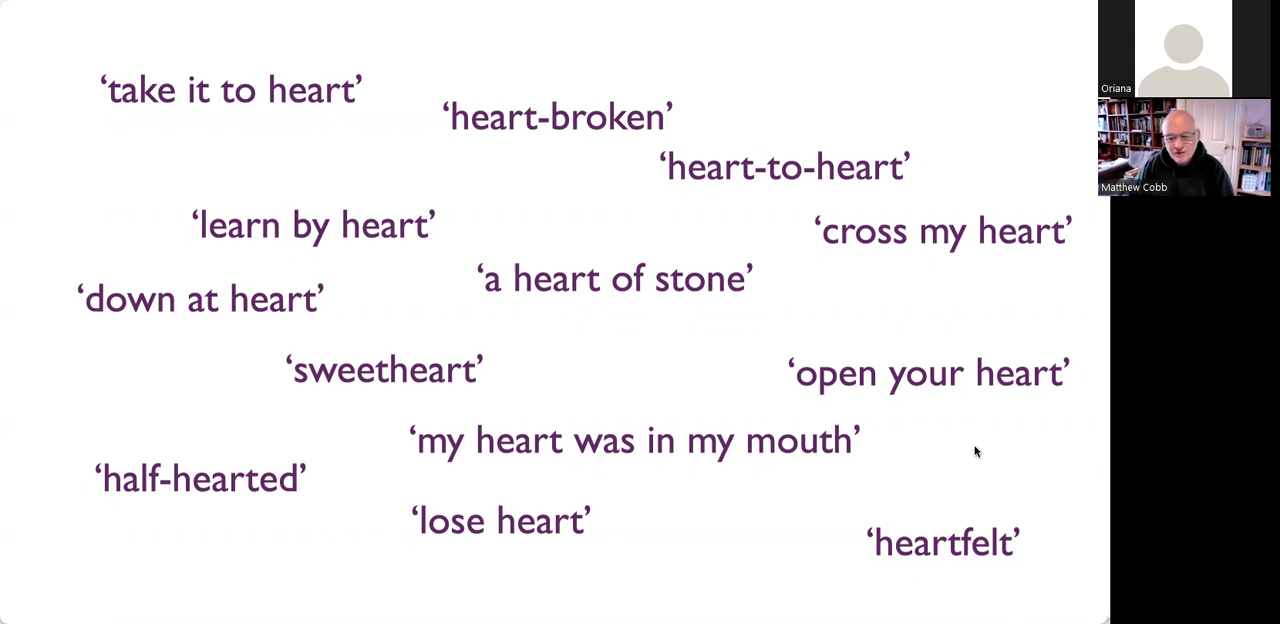 ‘take it to heart’
‘heart-broken’
‘heart-to-heart’
‘learn by heart’
‘cross my heart’
‘a heart of stone’
‘down at heart’
‘sweetheart’
‘open your heart’
‘my heart was in my mouth’
‘half-hearted’
‘lose heart’
‘heartfelt’
Oriana
Matthew Cobb